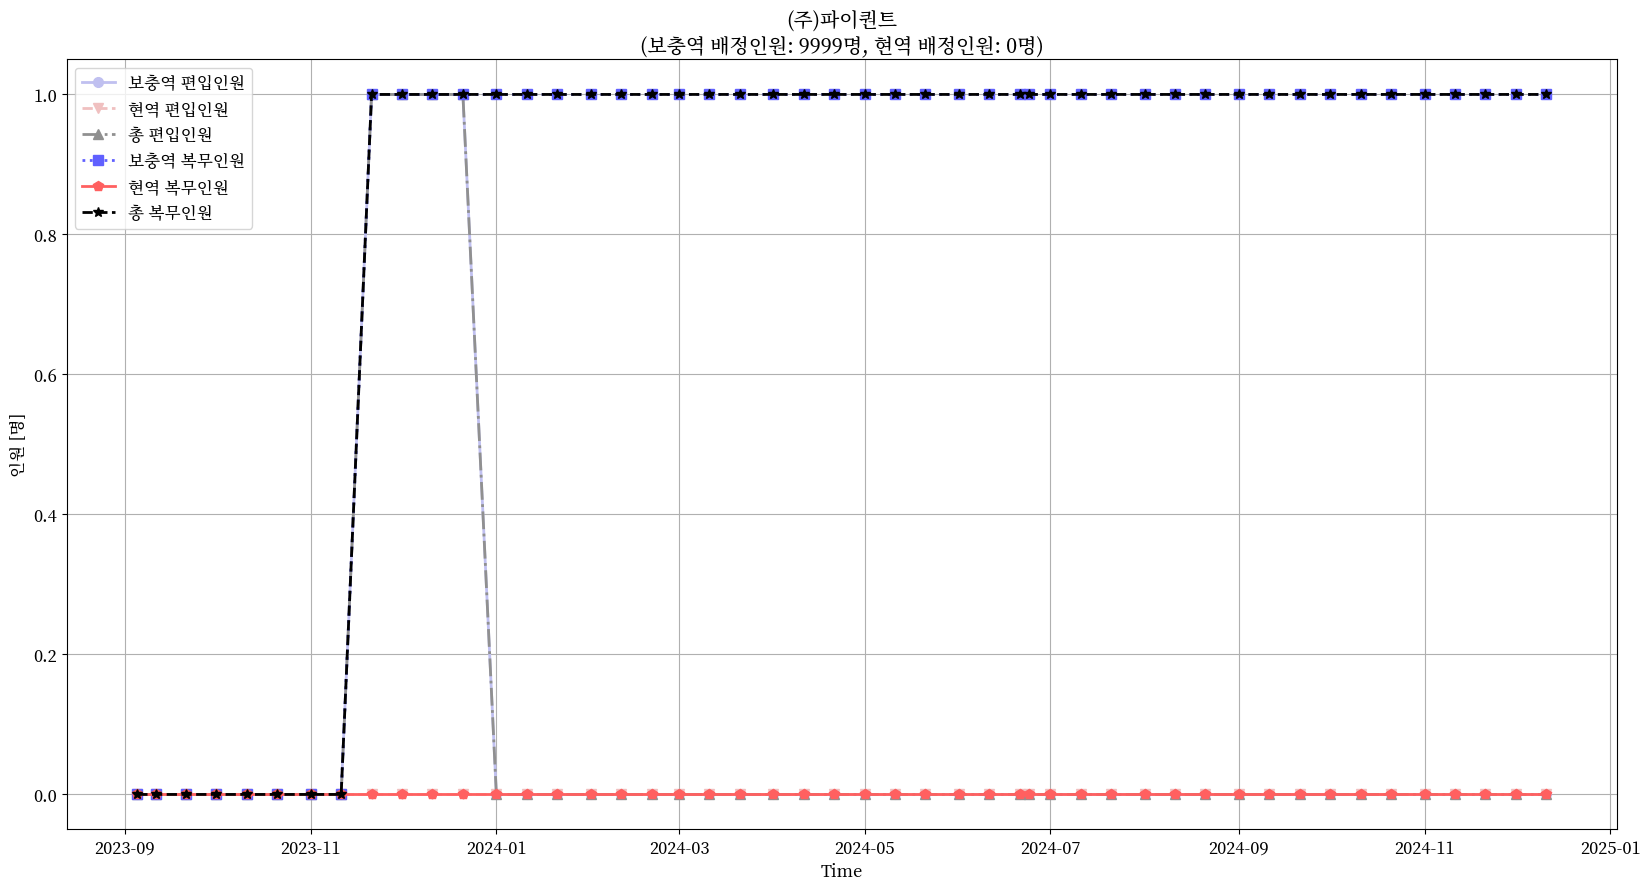 (주)파이퀀트
(보충역 배정인원: 9999명, 현역 배정인원: 0명)
보충역 편입인원
현역 편입인원
총 편입인원
보충역 복무인원
현역 복무인원
총 복무인원
1.0
0.8
0.6
0.4
0.2
0.0
인원 [명]
2023-09
2023-11
2024-01
2024-03
2024-05
2024-07
2024-09
2024-11
2025-01
Time